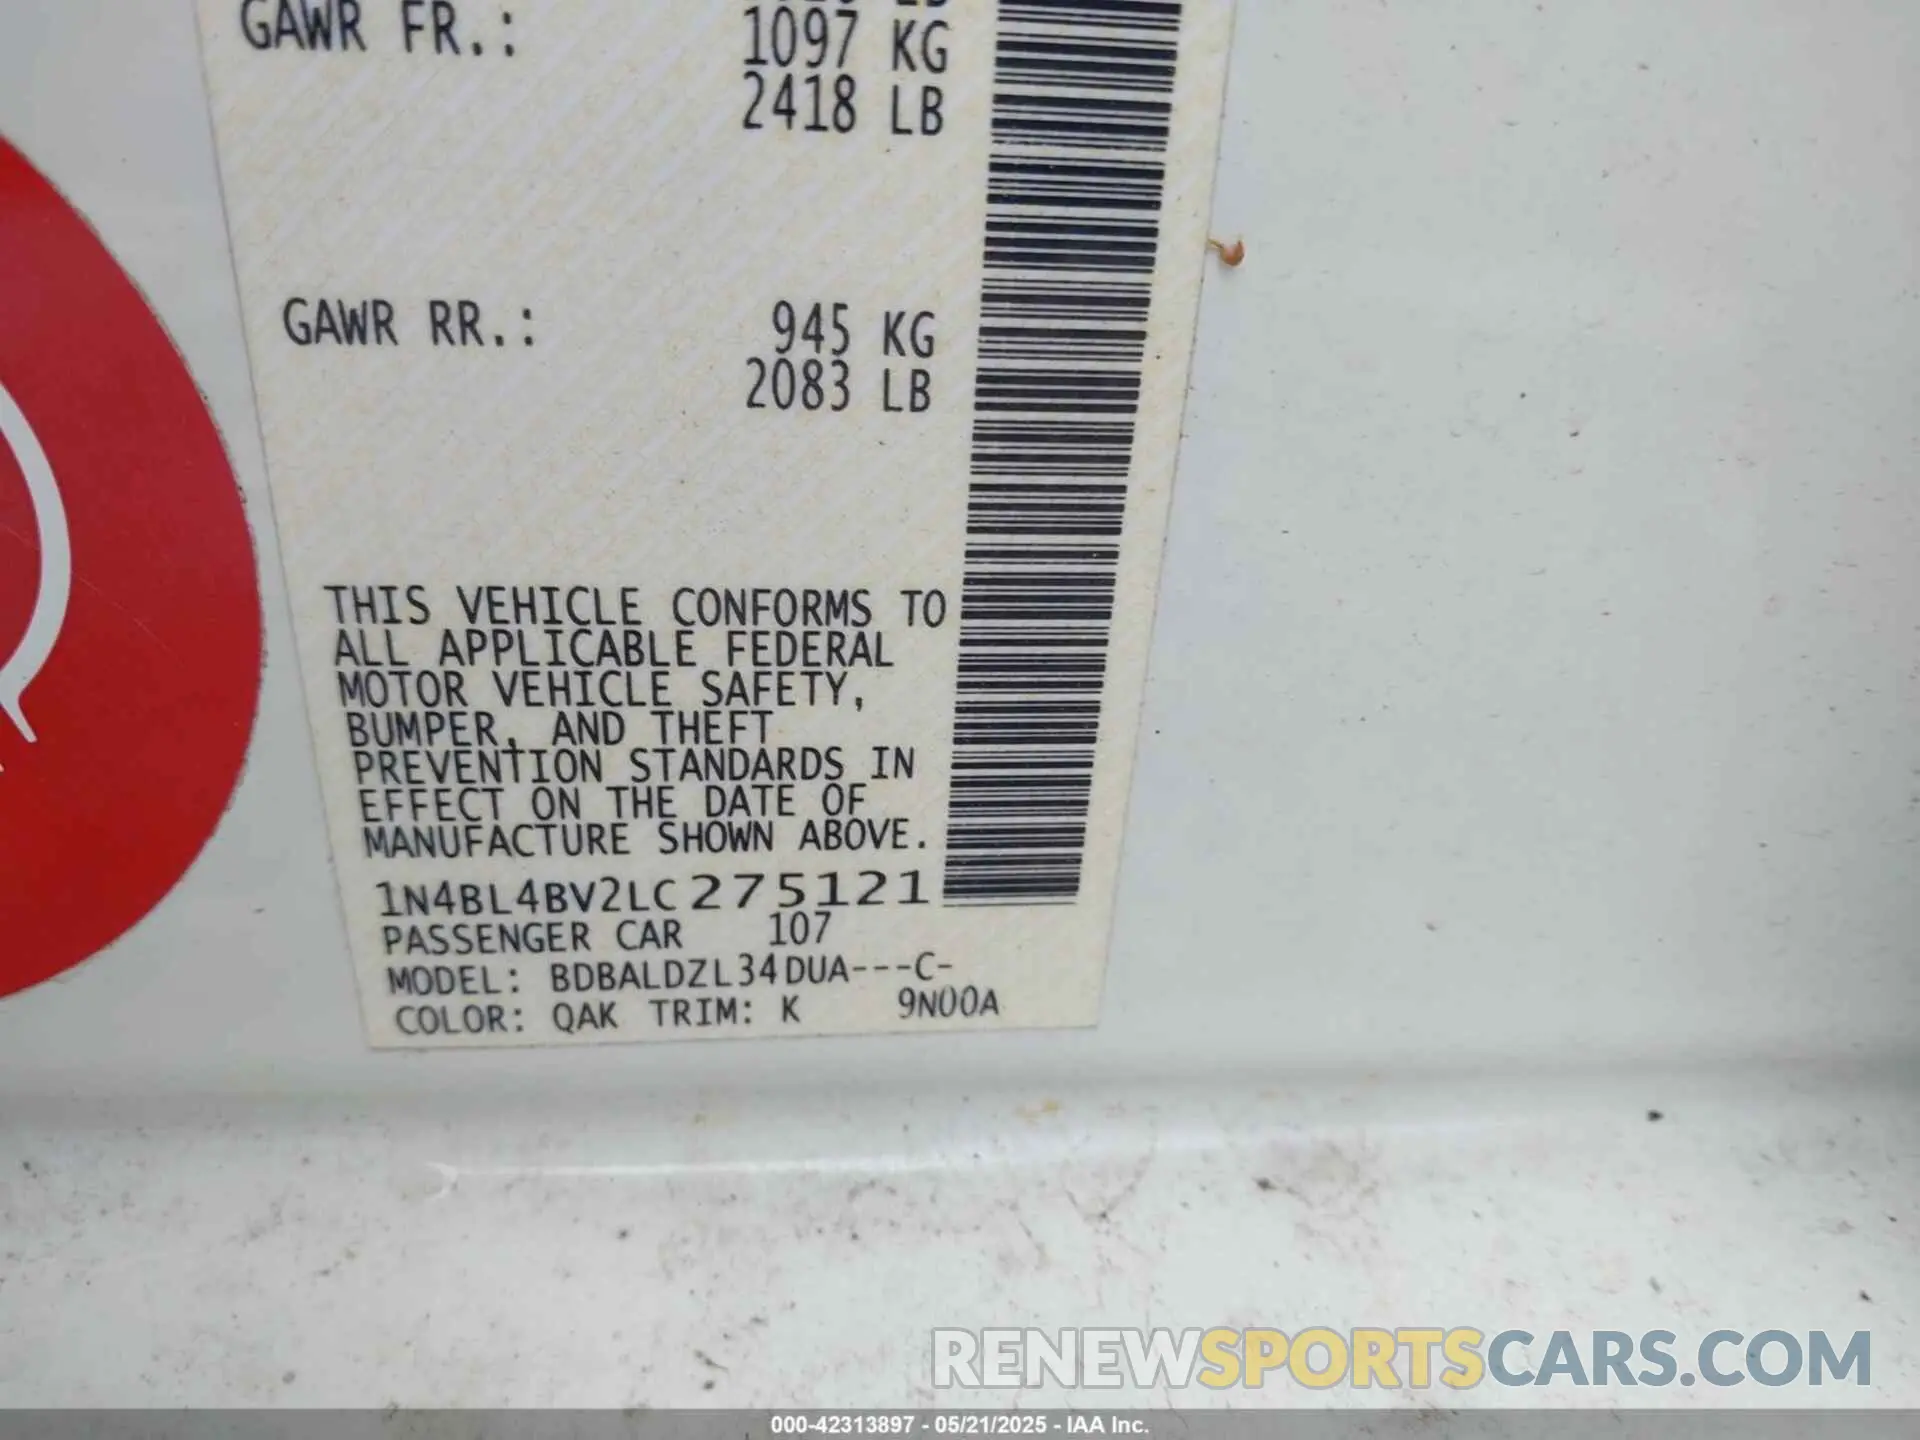 GAWR FR.: 1097 KG
2418 LB
GAWR RR.: 945 KG
2083 LB
THIS VEHICLE CONFORMS TO
ALL APPLICABLE FEDERAL
MOTOR VEHICLE SAFETY,
BUMPER, AND THEFT
PREVENTION STANDARDS IN
EFFECT ON THE DATE OF
MANUFACTURE SHOWN ABOVE.
1N4BL4BV2LC275121
PASSENGER CAR 107
MODEL: BDBALDZL34DUA---C-
COLOR: QAK TRIM: K 9N00A
RENEWSPORTSCARS.COM
000-42313897 - 05/21/2025 - IAA Inc.